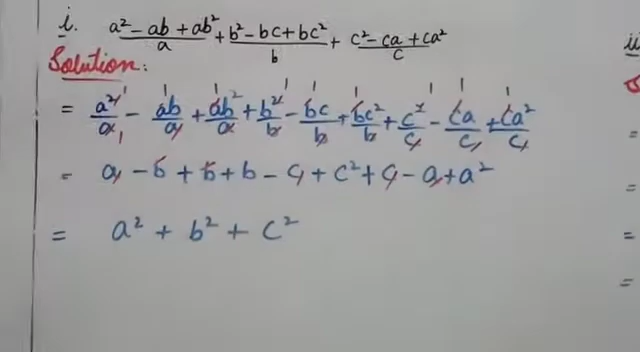 i. (a² - ab + ab²)/a + (b² - bc + bc²)/b + (c² - ca + ca²)/c
Solution:
= a²/a - ab/a + ab²/a + b²/b - bc/b + bc²/b + c²/c - ca/c + ca²/c
= a - b + b + b - c + c² + c - a + a²
= a² + b² + c²